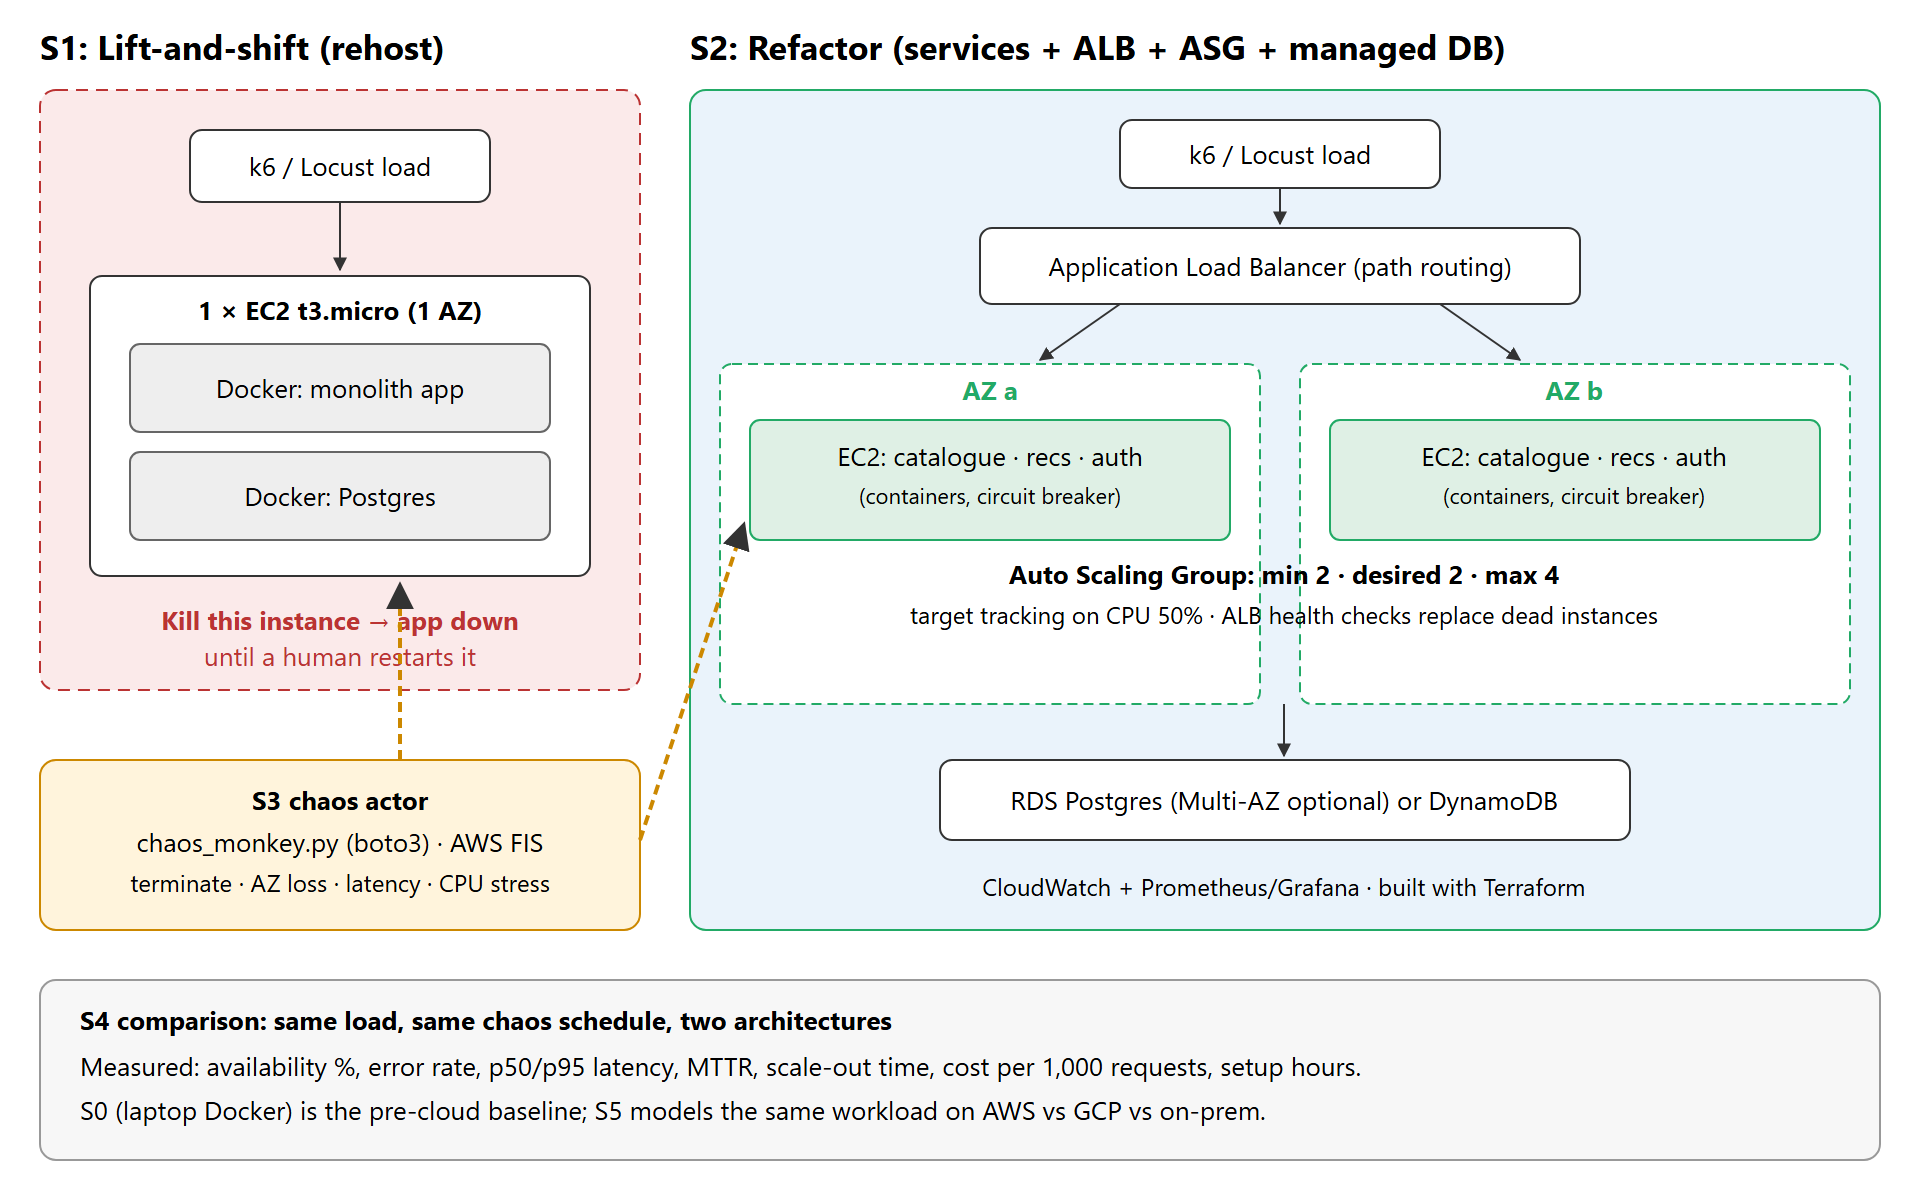 S1: Lift-and-shift (rehost)
k6 / Locust load
1 × EC2 t3.micro (1 AZ)
Docker: monolith app
Docker: Postgres
Kill this instance → app down
until a human restarts it
S3 chaos actor
chaos_monkey.py (boto3) · AWS FIS
terminate · AZ loss · latency · CPU stress
S2: Refactor (services + ALB + ASG + managed DB)
k6 / Locust load
Application Load Balancer (path routing)
AZ a
EC2: catalogue · recs · auth
(containers, circuit breaker)
AZ b
EC2: catalogue · recs · auth
(containers, circuit breaker)
Auto Scaling Group: min 2 · desired 2 · max 4
target tracking on CPU 50% · ALB health checks replace dead instances
RDS Postgres (Multi-AZ optional) or DynamoDB
CloudWatch + Prometheus/Grafana · built with Terraform
S4 comparison: same load, same chaos schedule, two architectures
Measured: availability %, error rate, p50/p95 latency, MTTR, scale-out time, cost per 1,000 requests, setup hours.
S0 (laptop Docker) is the pre-cloud baseline; S5 models the same workload on AWS vs GCP vs on-prem.